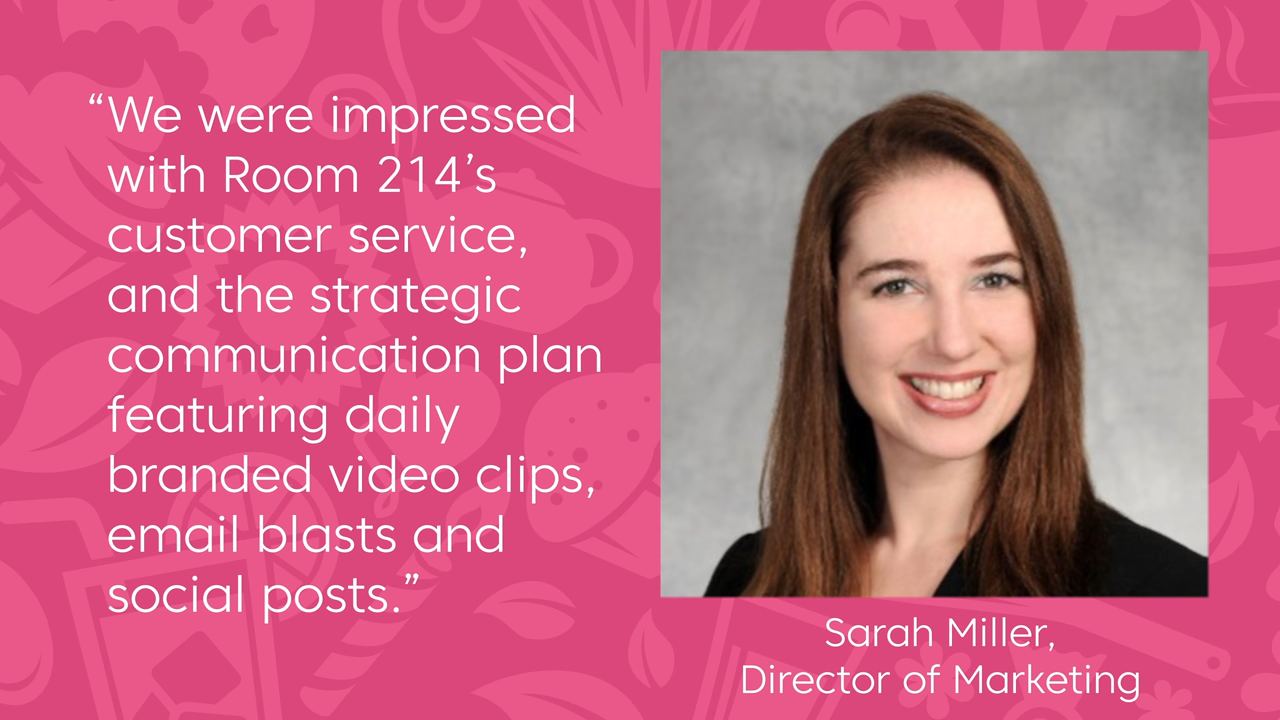 “We were impressed
with Room 214’s
customer service,
and the strategic
communication plan
featuring daily
branded video clips,
email blasts and
social posts.”
Sarah Miller,
Director of Marketing